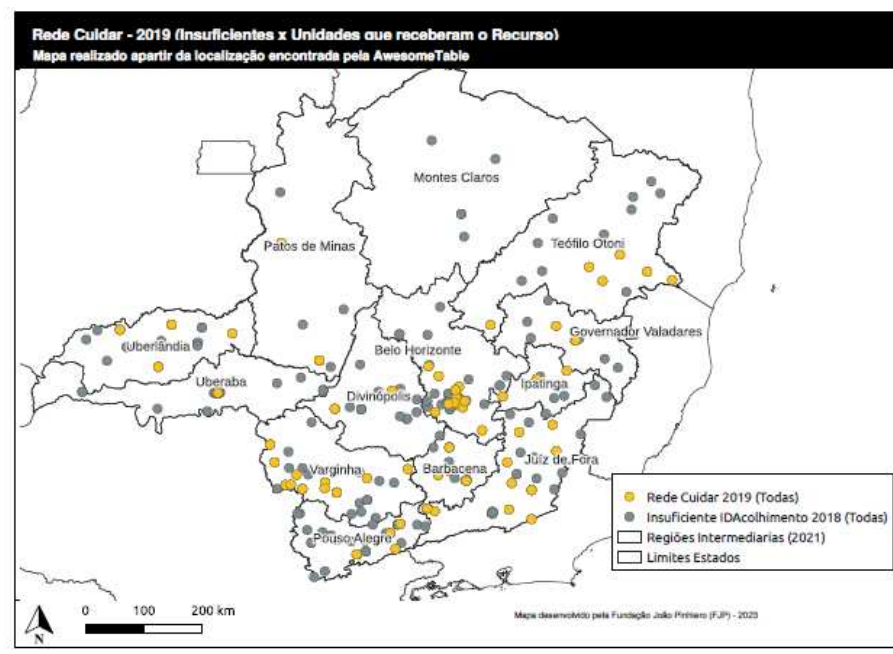 Rede Cuidar - 2019 (Insuficientes x Unidades que receberam o Recurso)
Mapa realizado apartir da localização encontrada pela AwesomeTable
Montes Claros
Teófilo Otoni
Patos de Minas
Governador Valadares
Uberlândia
Belo Horizonte
Uberaba
Ipatinga
Divinópolis
Juíz de Fora
Varginha
Barbacena
Pouso Alegre
Rede Cuidar 2019 (Todas)
Insuficiente IDAcolhimento 2018 (Todas)
Regiões Intermediarias (2021)
Limites Estados
0 100 200 km
N
Mapa desenvolvido pela Fundação João Pinheiro (FJP) - 2023